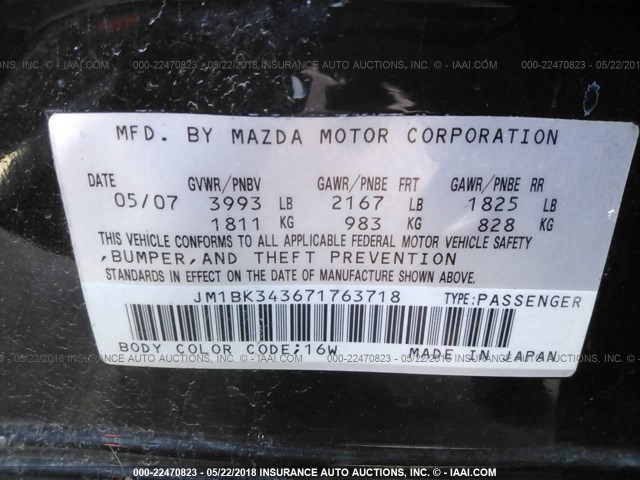 000-22470823 - 05/22/2018 INSURANCE AUTO AUCTIONS, INC. © - IAAI.COM
MFD. BY MAZDA MOTOR CORPORATION
DATE GVWR/PNBV GAWR/PNBE FRT GAWR/PNBE RR
05/07 3993 LB 2167 LB 1825 LB
1811 KG 983 KG 828 KG
THIS VEHICLE CONFORMS TO ALL APPLICABLE FEDERAL MOTOR VEHICLE SAFETY
,BUMPER,AND THEFT PREVENTION
STANDARDS IN EFFECT ON THE DATE OF MANUFACTURE SHOWN ABOVE.
JM1BK343671763718 TYPE:PASSENGER
BODY COLOR CODE;16W MADE IN JAPAN
000-22470823 - 05/22/2018 INSURANCE AUTO AUCTIONS, INC. © - IAAI.COM
000-22470823 - 05/22/2018 INSURANCE AUTO AUCTIONS, INC. © - IAAI.COM